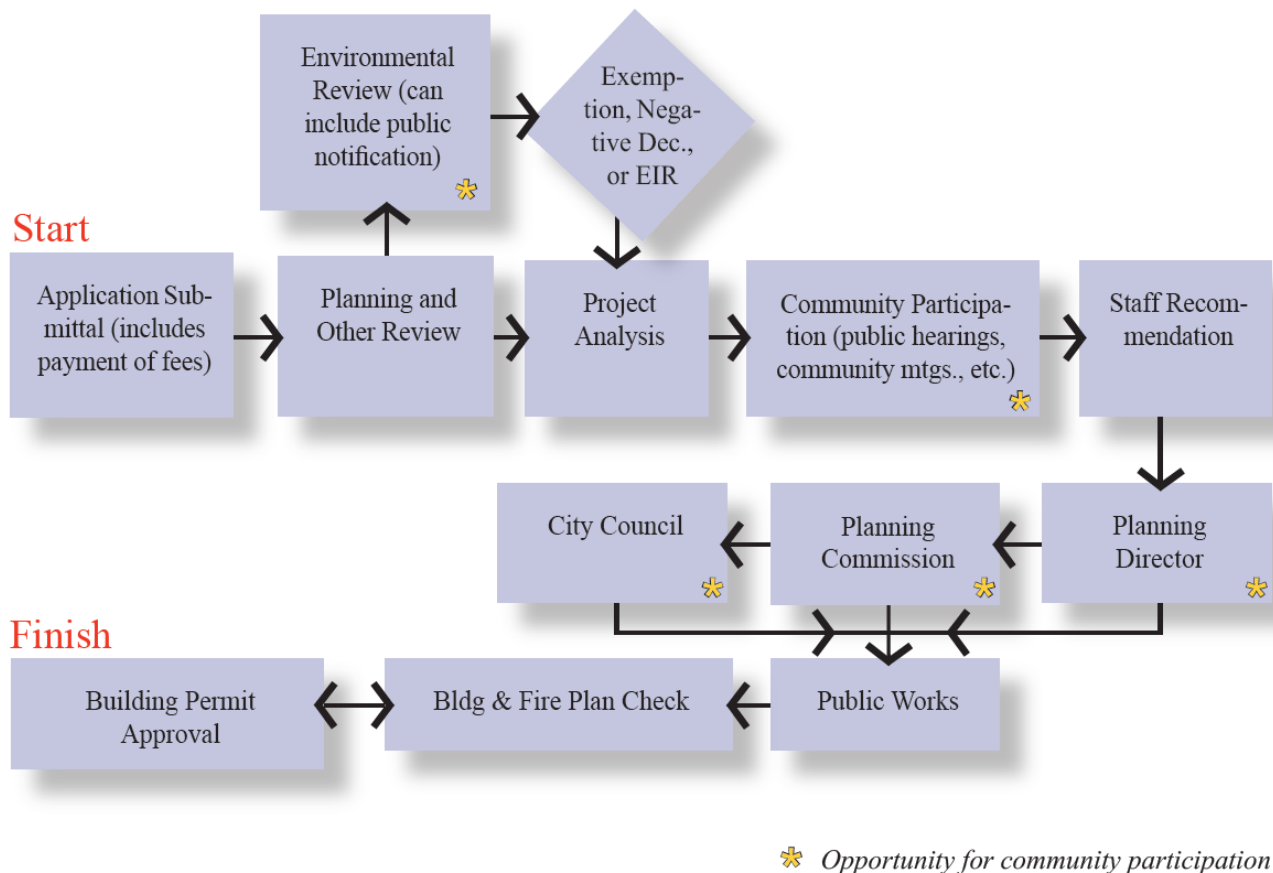 Environmental
Review (can
include public
notification)
Exemp-
tion, Negative
Dec.,
or EIR
Start
Application Sub-
mittal (includes
payment of fees)
Planning and
Other Review
Project
Analysis
Community Participa-
tion (public hearings,
community mtgs., etc.)
Staff Recom-
mendation
City Council
Planning
Commission
Planning
Director
Finish
Building Permit
Approval
Bldg & Fire Plan Check
Public Works
* Opportunity for community participation